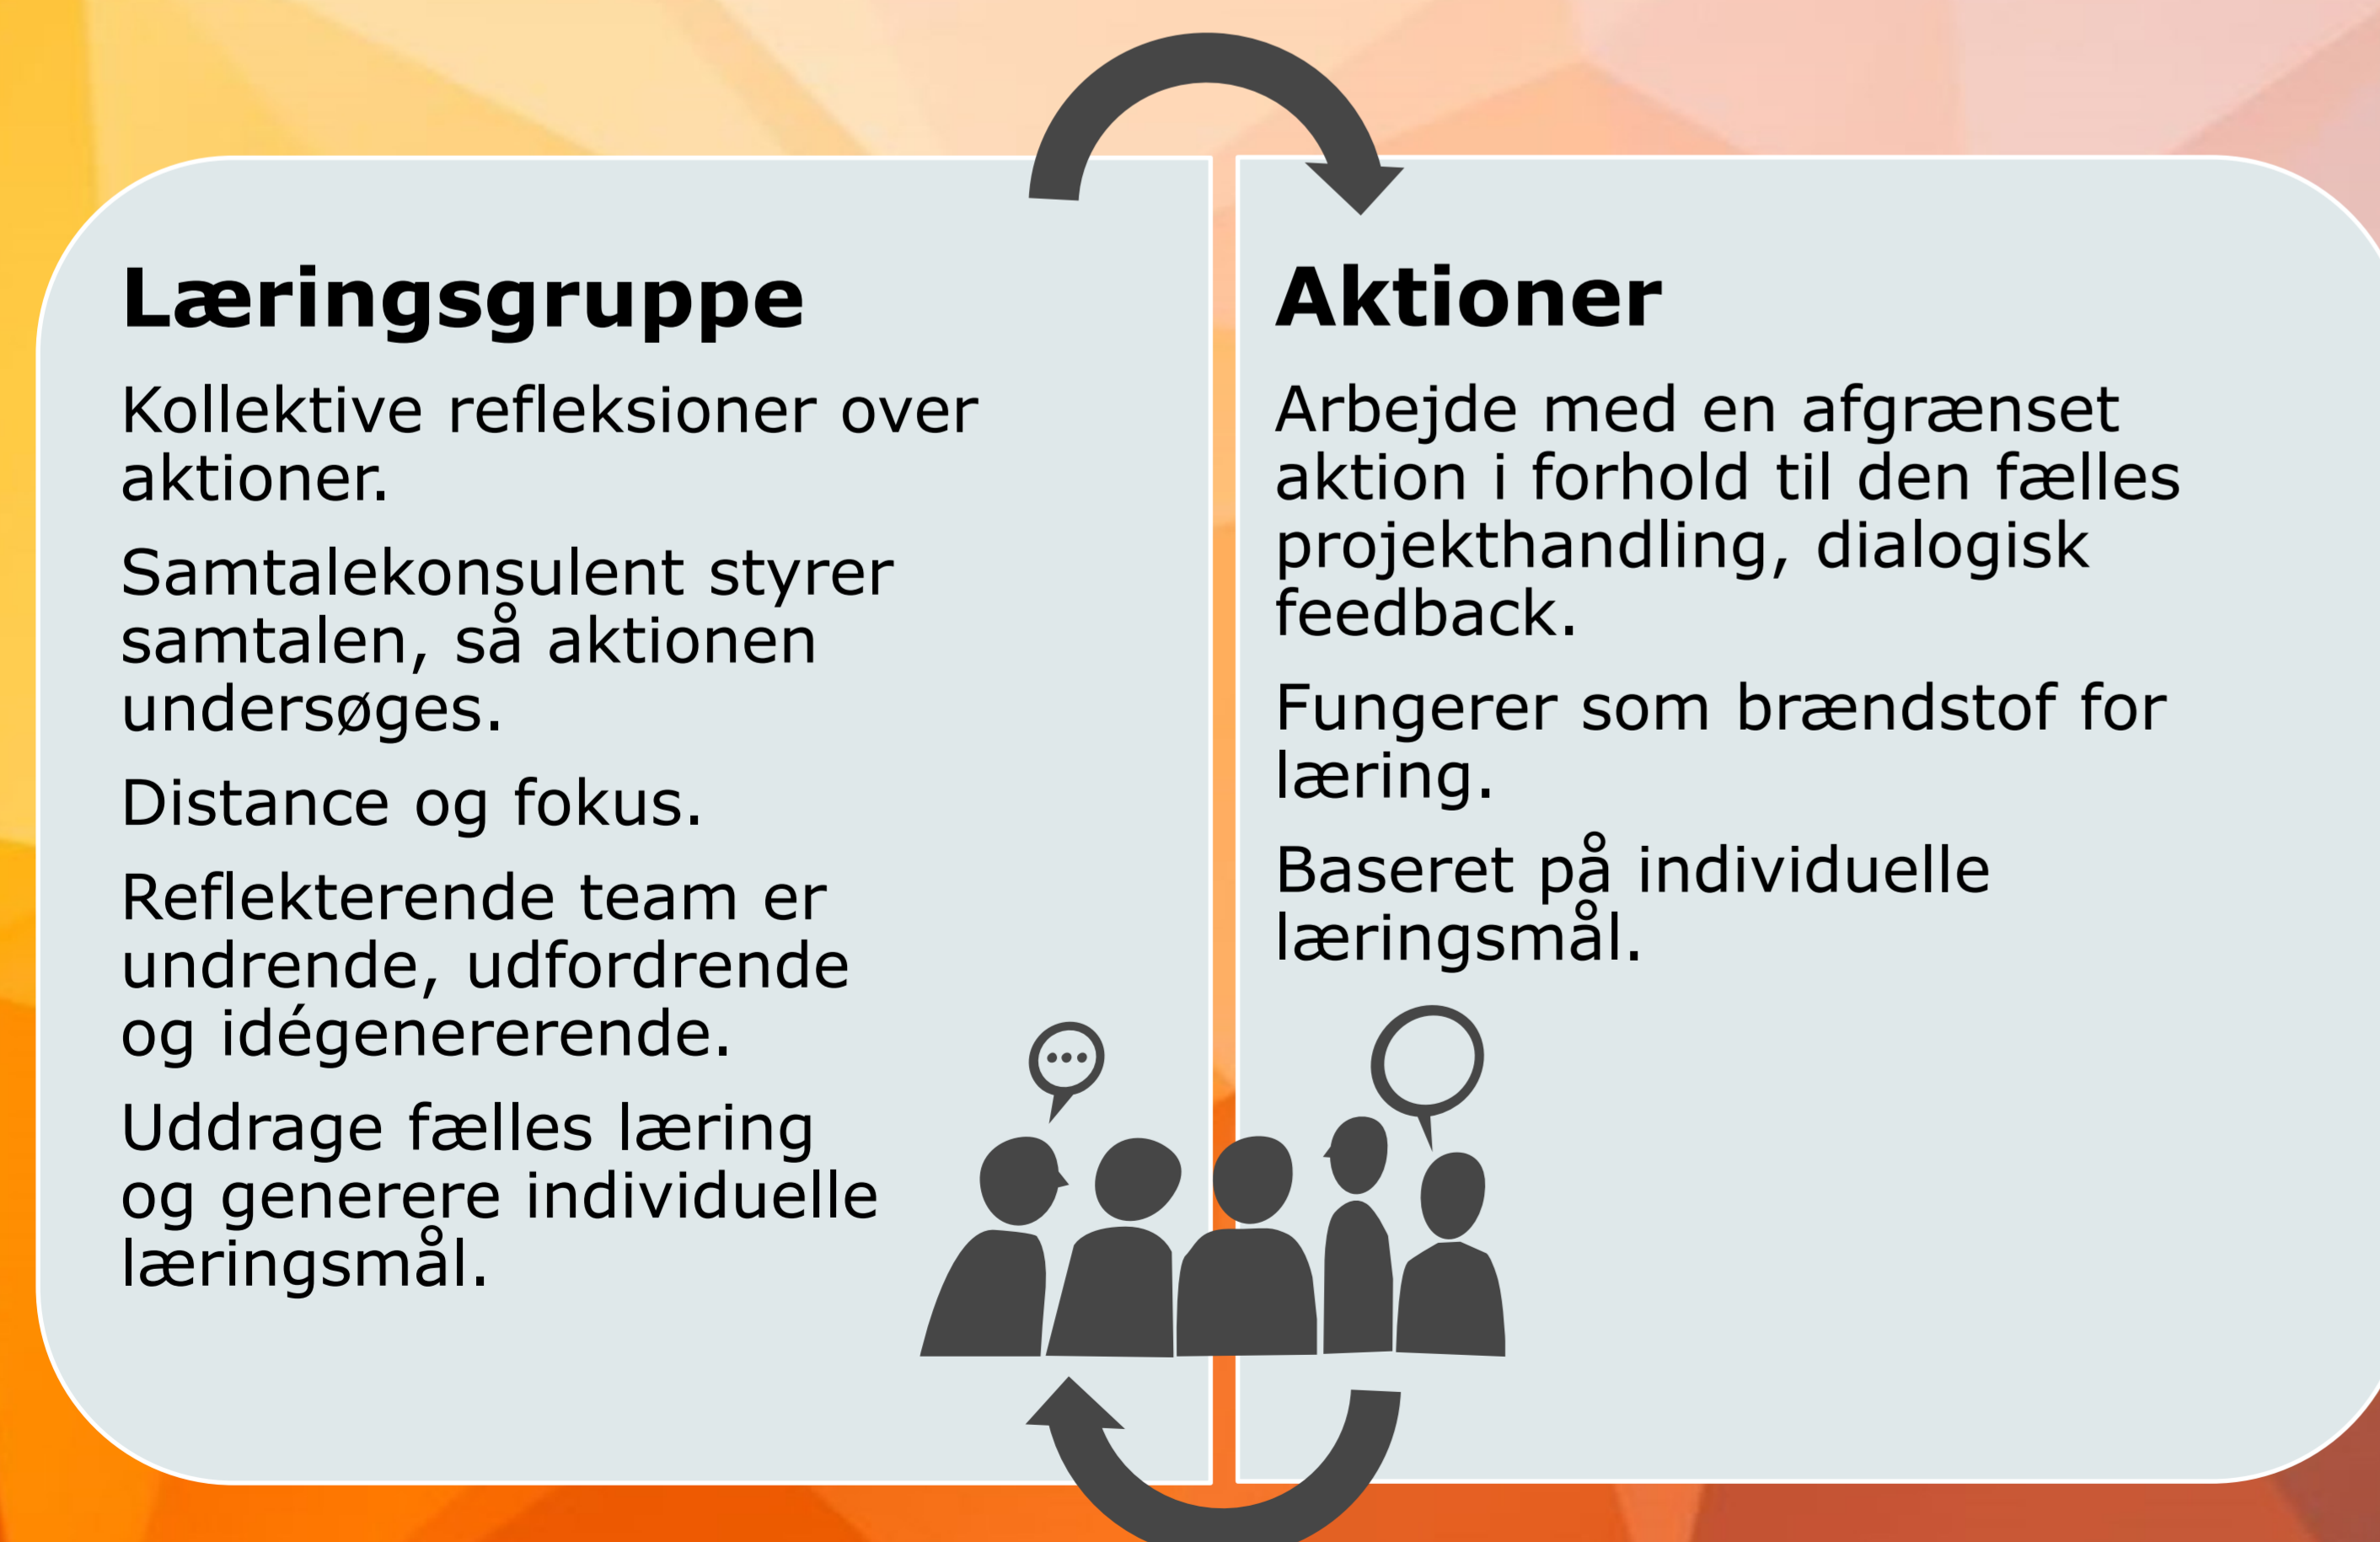 Læringsgruppe
Kollektive refleksioner over
aktioner.
Samtalekonsulent styrer
samtalen, så aktionen
undersøges.
Distance og fokus.
Reflekterende team er
undrende, udfordrende
og idégenererende.
Uddrage fælles læring
og generere individuelle
læringsmål.
Aktioner
Arbejde med en afgrænset
aktion i forhold til den fælles
projekthandling, dialogisk
feedback.
Fungerer som brændstof for
læring.
Baseret på individuelle
læringsmål.